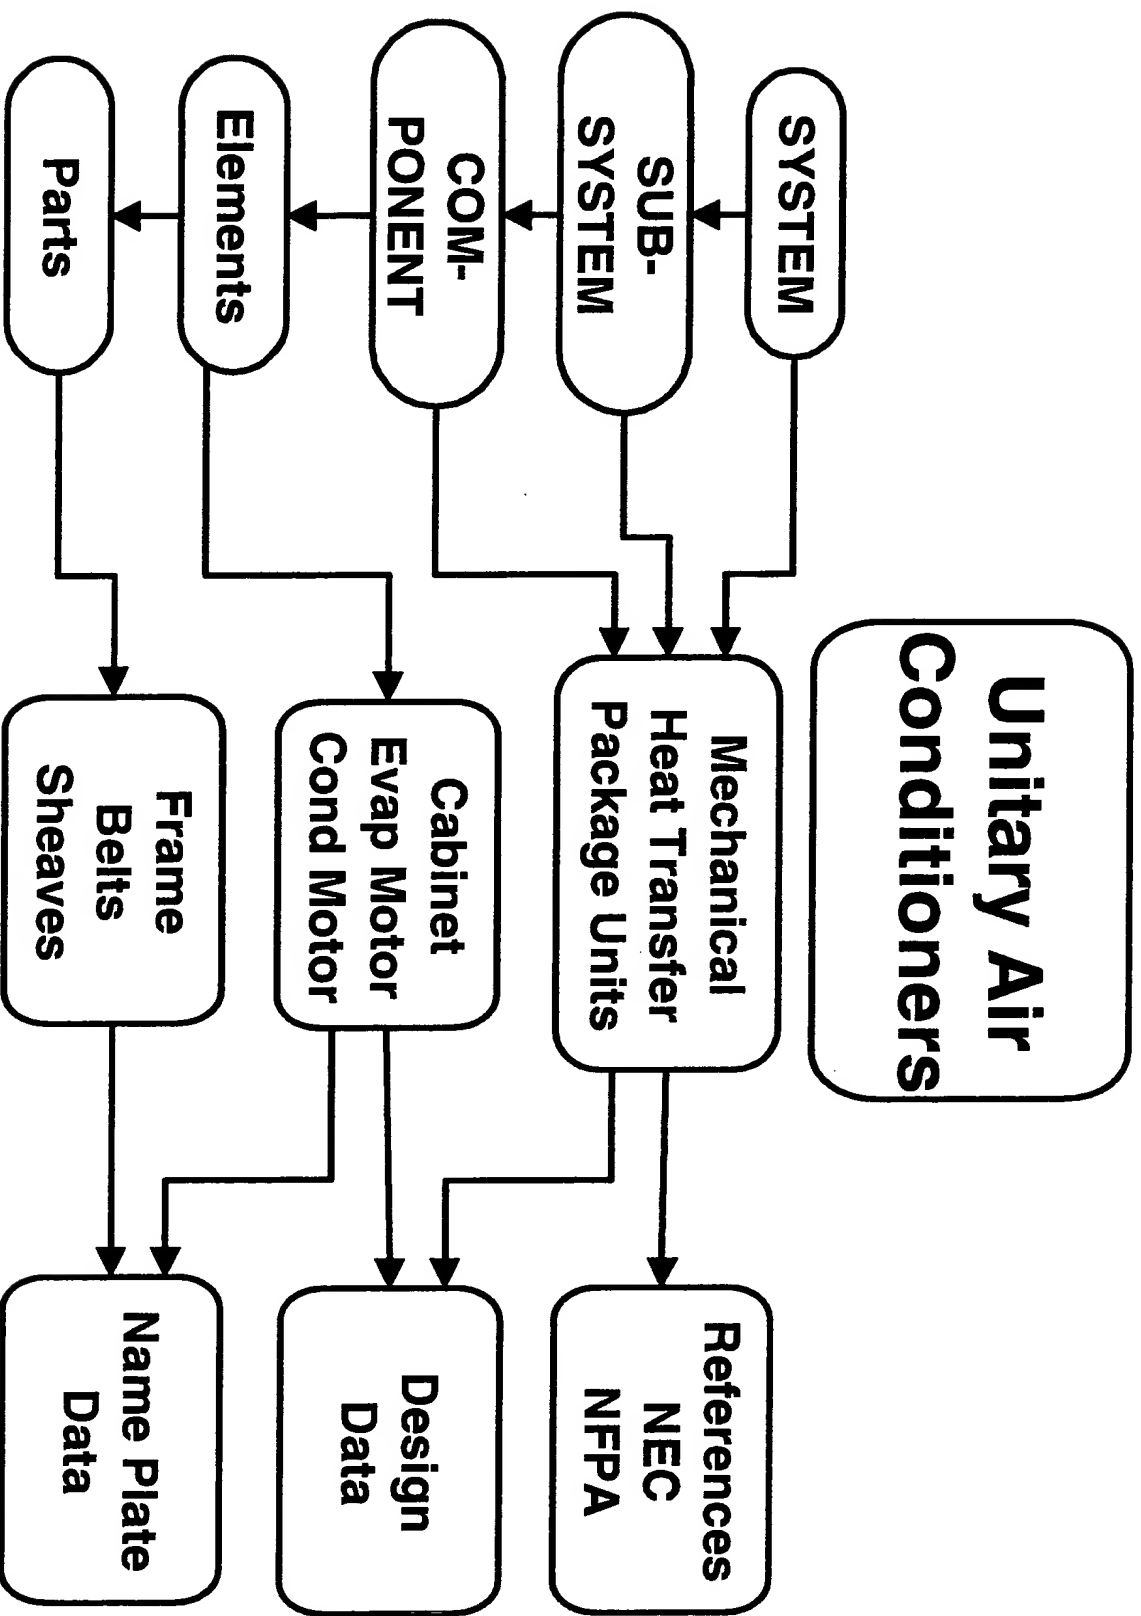 Unitary Air
Conditioners
SYSTEM
SUB-
SYSTEM
COM-
PONENT
Elements
Parts
Mechanical
Heat Transfer
Package Units
Cabinet
Evap Motor
Cond Motor
Frame
Belts
Sheaves
References
NEC
NFPA
Design
Data
Name Plate
Data